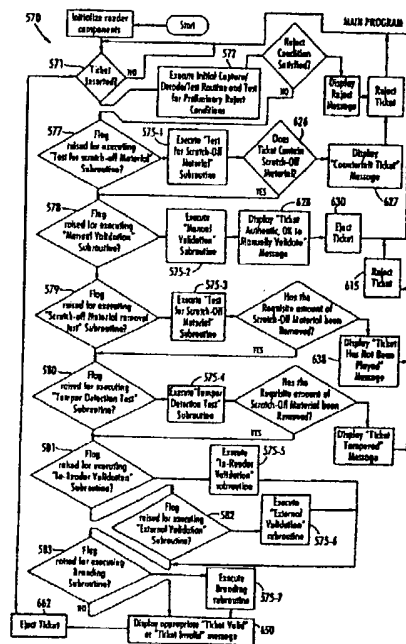 570
Initialize reader
components
Start
MAIN PROGRAM
571
Ticket
Inserted?
NO
572
Execute Initial Capture/
Decode/Test Routine and Test
for Preliminary Reject
Conditions
Reject
Condition
Satisfied?
NO
Display
Reject
Message
Reject
Ticket
577
Flag
raised for executing
"Test for scratch-off Material"
Subroutine?
575-1
Execute "Test
for Scratch-Off
Material"
Subroutine
626
Does
Ticket Contain
Scratch-Off
Material?
YES
Display
"Counterfeit Ticket"
Message
627
578
Flag
raised for executing
"Manual Validation"
Subroutine?
Execute
"Manual
Validation"
Subroutine
575-2
628
Display "Ticket
Authentic, OK to
Manually Validate"
Message
630
Eject
Ticket
615
Reject
Ticket
579
Flag
raised for executing
"Scratch-off Material removal
Test" Subroutine?
575-3
Execute "Test
for Scratch-Off
Material"
Subroutine
Has the
Requisite amount of
Scratch-Off Material been
Removed?
YES
638
Display "Ticket
Has Not Been
Played" Message
580
Flag
raised for executing
"Tamper Detection Test"
Subroutine?
575-4
Execute "Tamper
Detection Test"
Subroutine
Has the
Requisite amount of
Scratch-Off Material been
Removed?
YES
Display "Ticket
Tampered"
Message
581
Flag
raised for executing
"In-Reader Validation"
Subroutine?
575-5
Execute
"In-Reader
Validation"
subroutine
582
Flag
raised for executing
"External Validation"
Subroutine?
Execute
"External
Validation"
subroutine
575-6
583
Flag
raised for executing
Branding Subroutine?
NO
Execute
Branding
subroutine
575-7
662
Eject Ticket
Display appropriate "Ticket Valid"
or "Ticket Invalid" message
650